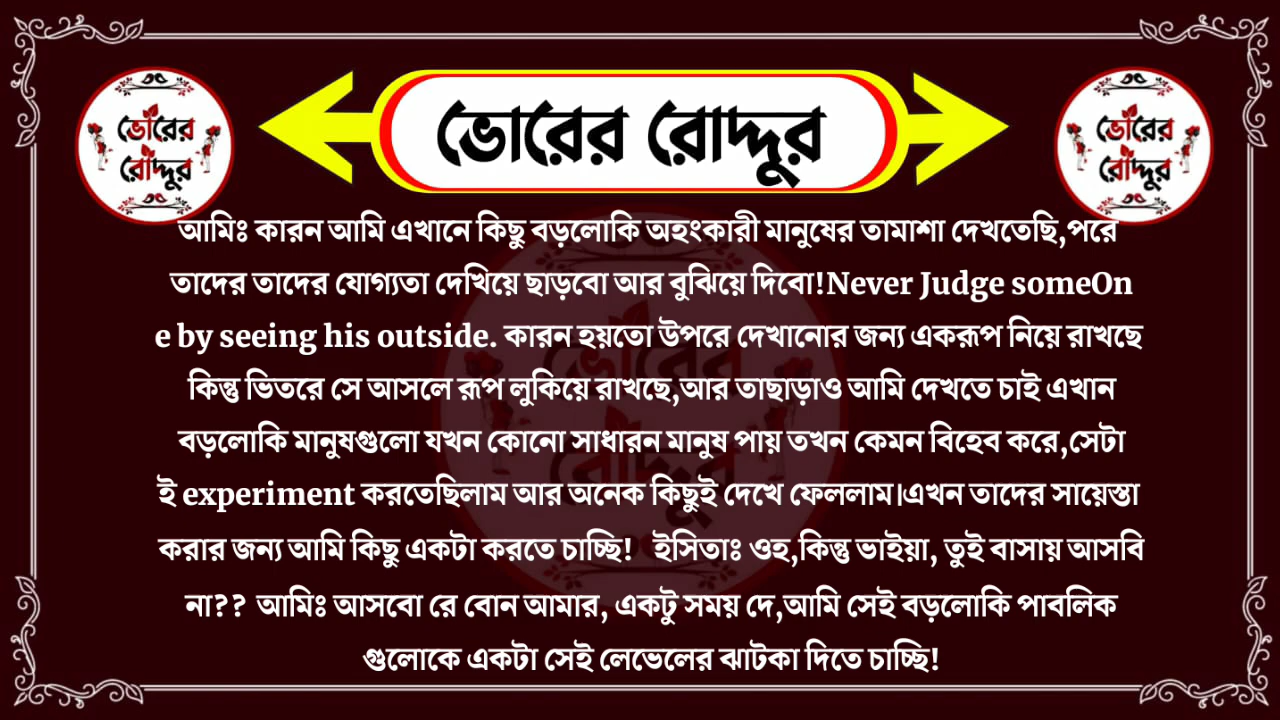 ভোরের রোদ্দুর
ভোরের
রোদ্দুর
ভোরের
রোদ্দুর
আমিঃ কারন আমি এখানে কিছু বড়লোকি অহংকারী মানুষের তামাশা দেখতেছি,পরে
তাদের তাদের যোগ্যতা দেখিয়ে ছাড়বো আর বুঝিয়ে দিবো!Never Judge someOn
e by seeing his outside. কারন হয়তো উপরে দেখানোর জন্য একরূপ নিয়ে রাখছে
কিন্তু ভিতরে সে আসলে রূপ লুকিয়ে রাখছে,আর তাছাড়াও আমি দেখতে চাই এখান
বড়লোকি মানুষগুলো যখন কোনো সাধারন মানুষ পায় তখন কেমন বিহেব করে,সেটা
ই experiment করতেছিলাম আর অনেক কিছুই দেখে ফেললাম।এখন তাদের সায়েস্তা
করার জন্য আমি কিছু একটা করতে চাচ্ছি! ইসিতাঃ ওহ,কিন্তু ভাইয়া, তুই বাসায় আসবি
না?? আমিঃ আসবো রে বোন আমার, একটু সময় দে,আমি সেই বড়লোকি পাবলিক
গুলোকে একটা সেই লেভেলের ঝাটকা দিতে চাচ্ছি!